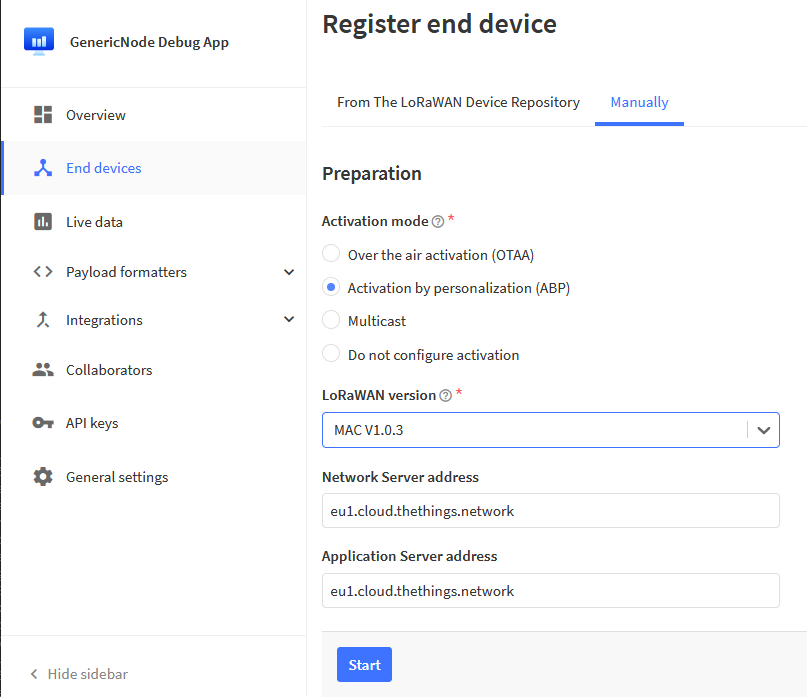 GenericNode Debug App
Overview
End devices
Live data
Payload formatters
Integrations
Collaborators
API keys
General settings
Hide sidebar
Register end device
From The LoRaWAN Device Repository
Manually
Preparation
Activation mode ? *
Over the air activation (OTAA)
Activation by personalization (ABP)
Multicast
Do not configure activation
LoRaWAN version ? *
MAC V1.0.3
Network Server address
eu1.cloud.thethings.network
Application Server address
eu1.cloud.thethings.network
Start